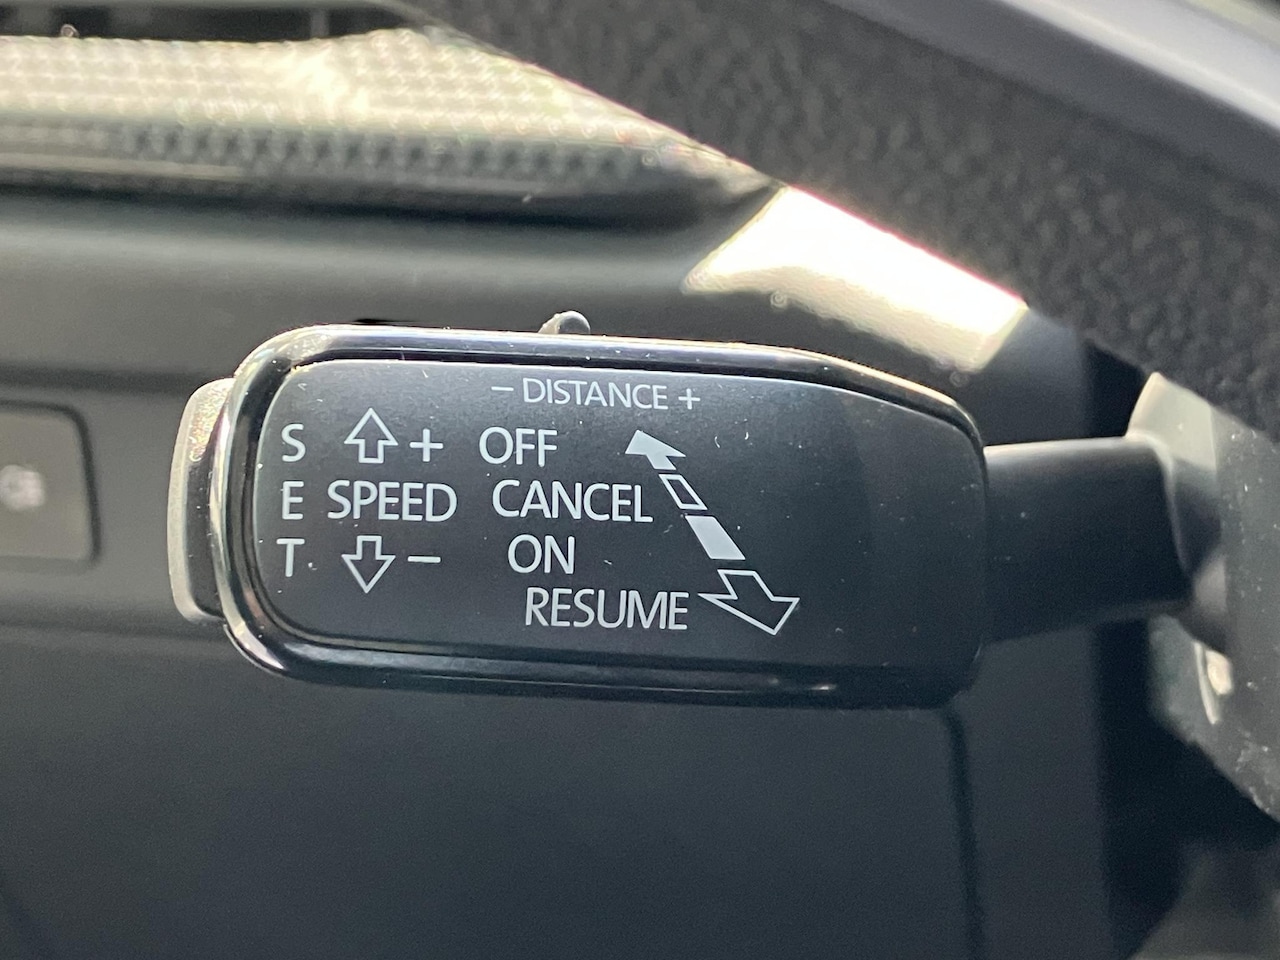 – DISTANCE +
S + OFF
E SPEED CANCEL
T – ON
RESUME